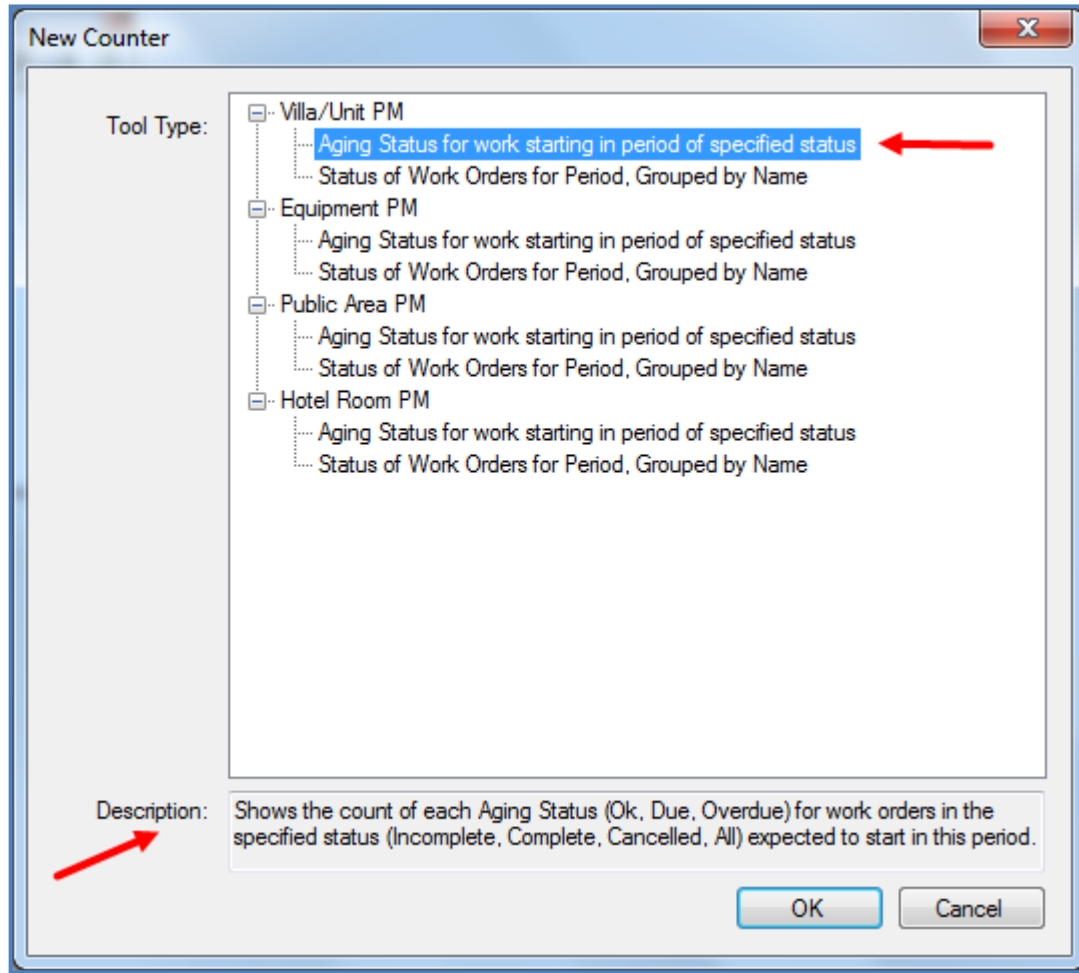 New Counter
Tool Type:
Villa/Unit PM
Aging Status for work starting in period of specified status
Status of Work Orders for Period, Grouped by Name
Equipment PM
Aging Status for work starting in period of specified status
Status of Work Orders for Period, Grouped by Name
Public Area PM
Aging Status for work starting in period of specified status
Status of Work Orders for Period, Grouped by Name
Hotel Room PM
Aging Status for work starting in period of specified status
Status of Work Orders for Period, Grouped by Name
Description:
Shows the count of each Aging Status (Ok, Due, Overdue) for work orders in the
specified status (Incomplete, Complete, Cancelled, All) expected to start in this period.
OK
Cancel